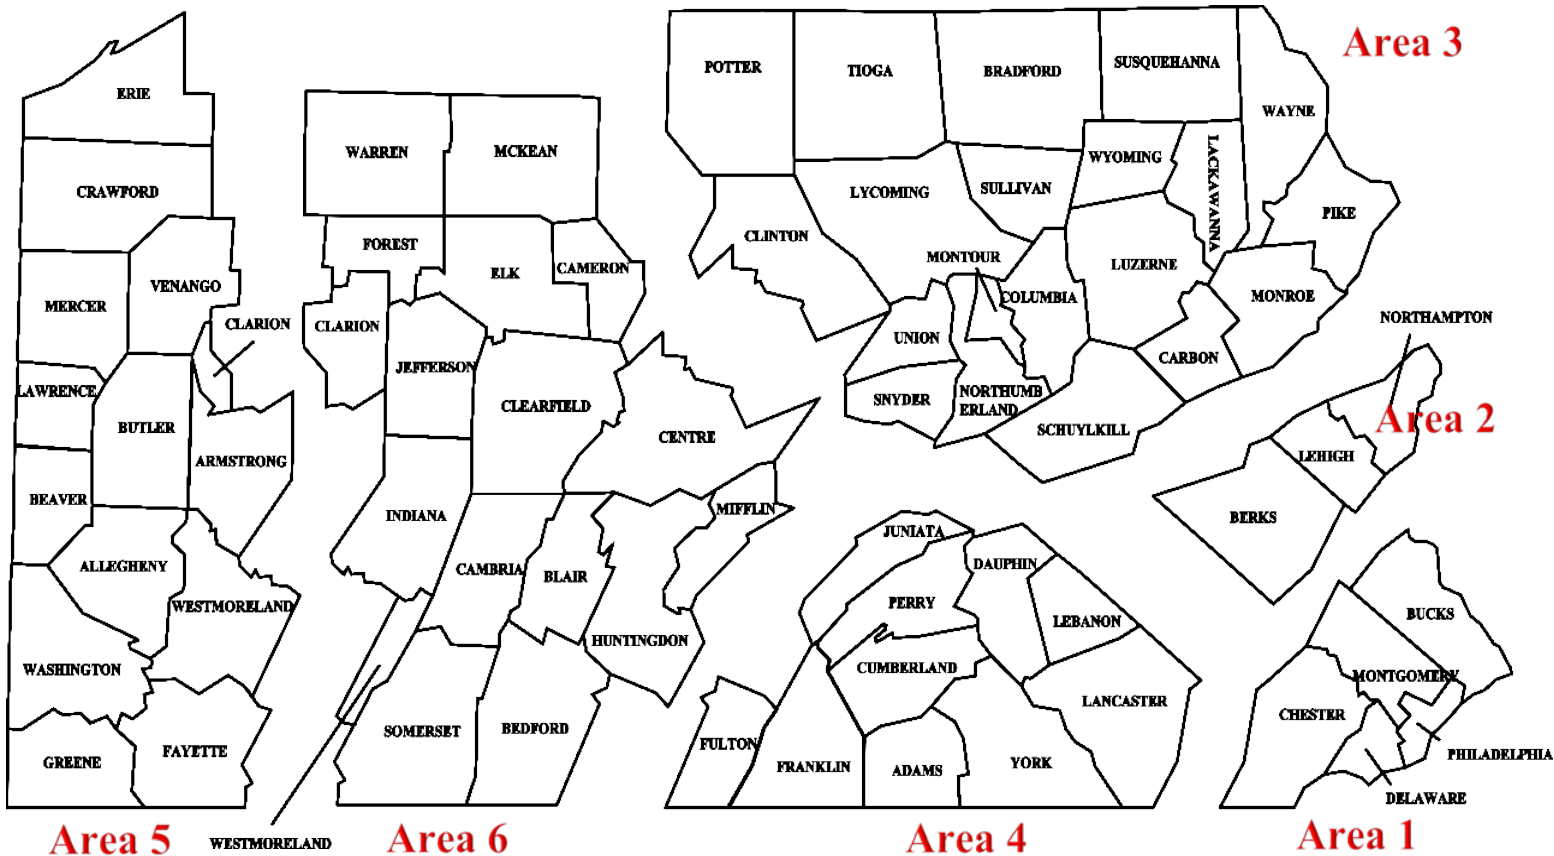 Area 3
POTTER
TIOGA
BRADFORD
SUSQUEHANNA
WAYNE
WYOMING
LACKAWANNA
LYCOMING
SULLIVAN
PIKE
CLINTON
MONTOUR
LUZERNE
COLUMBIA
MONROE
UNION
CARBON
SNYDER
NORTHUMB
ERLAND
SCHUYLKILL
ERIE
CRAWFORD
VENANGO
MERCER
CLARION
LAWRENCE
BUTLER
ARMSTRONG
BEAVER
ALLEGHENY
WESTMORELAND
WASHINGTON
FAYETTE
GREENE
Area 5
WARREN
MCKEAN
FOREST
ELK
CAMERON
CLARION
JEFFERSON
CLEARFIELD
CENTRE
INDIANA
MIFFLIN
CAMBRIA
BLAIR
HUNTINGDON
SOMERSET
BEDFORD
WESTMORELAND
Area 6
JUNIATA
DAUPHIN
PERRY
LEBANON
CUMBERLAND
LANCASTER
FULTON
FRANKLIN
ADAMS
YORK
Area 4
NORTHAMPTON
Area 2
LEHIGH
BERKS
BUCKS
MONTGOMERY
CHESTER
PHILADELPHIA
DELAWARE
Area 1